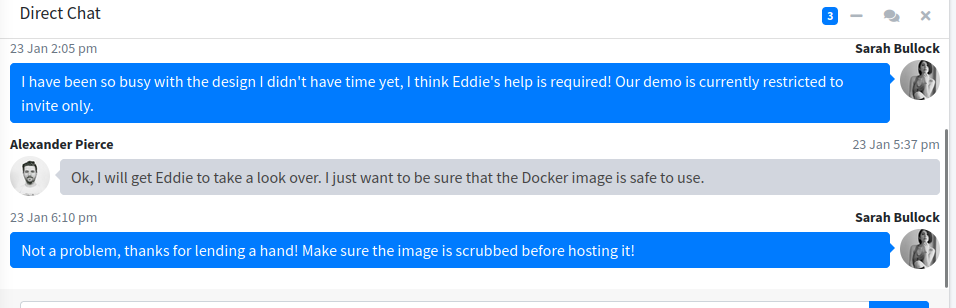 Direct Chat
3
23 Jan 2:05 pm
Sarah Bullock
I have been so busy with the design I didn't have time yet, I think Eddie's help is required! Our demo is currently restricted to
invite only.
Alexander Pierce
23 Jan 5:37 pm
Ok, I will get Eddie to take a look over. I just want to be sure that the Docker image is safe to use.
23 Jan 6:10 pm
Sarah Bullock
Not a problem, thanks for lending a hand! Make sure the image is scrubbed before hosting it!